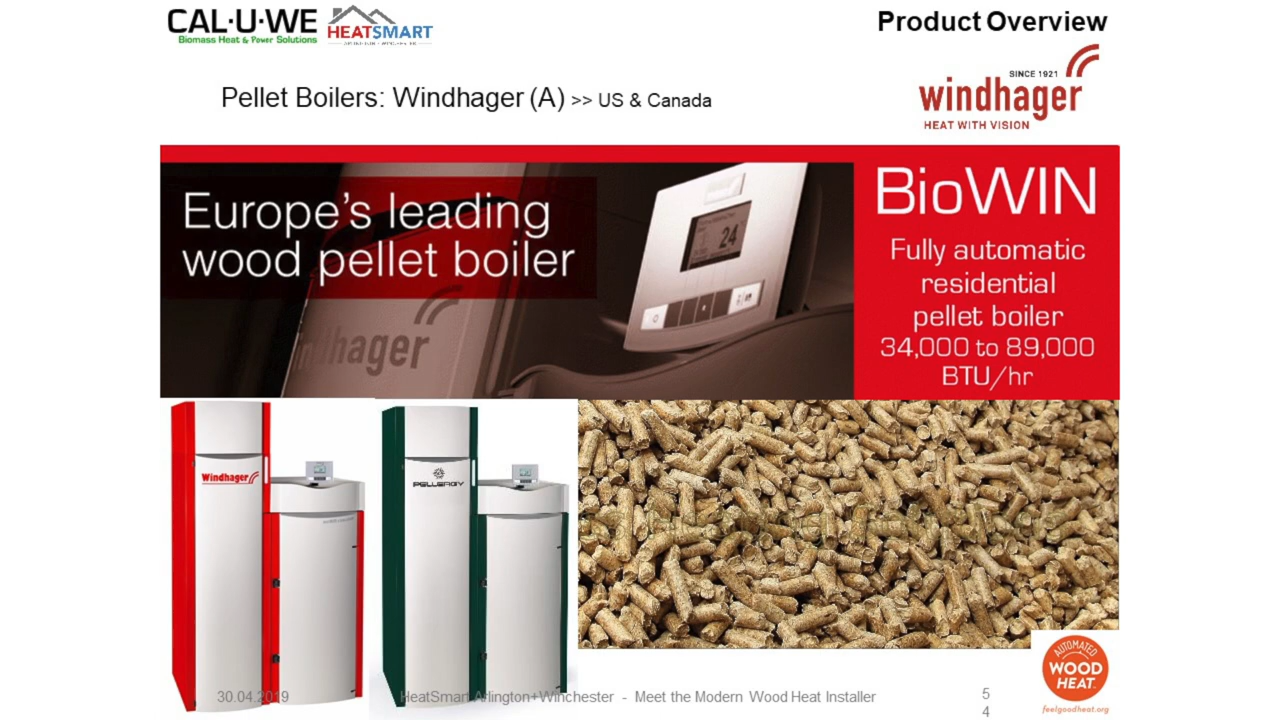 CAL·U·WE
Biomass Heat & Power Solutions
HEATSMART
ARLINGTON + WINCHESTER
Product Overview
Pellet Boilers: Windhager (A) >> US & Canada
SINCE 1921
windhager
HEAT WITH VISION
Europe's leading
wood pellet boiler
24
windhager
BioWIN
Fully automatic
residential
pellet boiler
34,000 to 89,000
BTU/hr
Windhager
PELLERGY
AUTOMATED
WOOD
HEAT
feelgoodheat.org
30.04.2019
HeatSmart Arlington+Winchester - Meet the Modern Wood Heat Installer
5
4